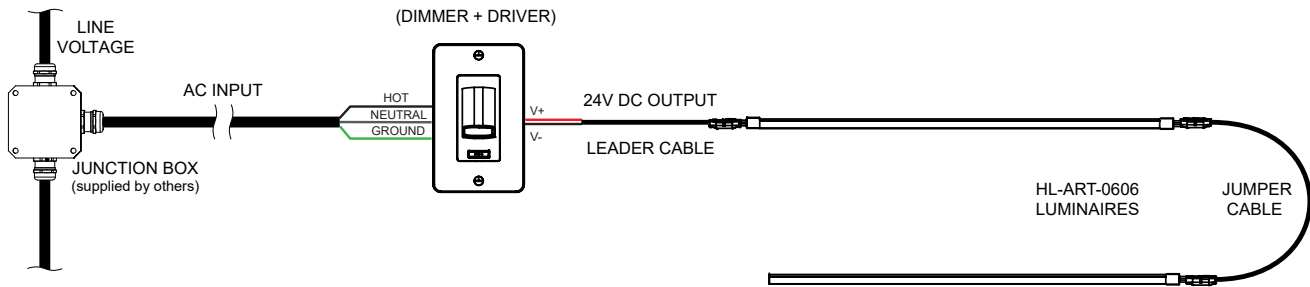 LINE
VOLTAGE
(DIMMER + DRIVER)
AC INPUT
HOT
NEUTRAL
GROUND
V+
V-
24V DC OUTPUT
LEADER CABLE
JUNCTION BOX
(supplied by others)
HL-ART-0606
LUMINAIRES
JUMPER
CABLE